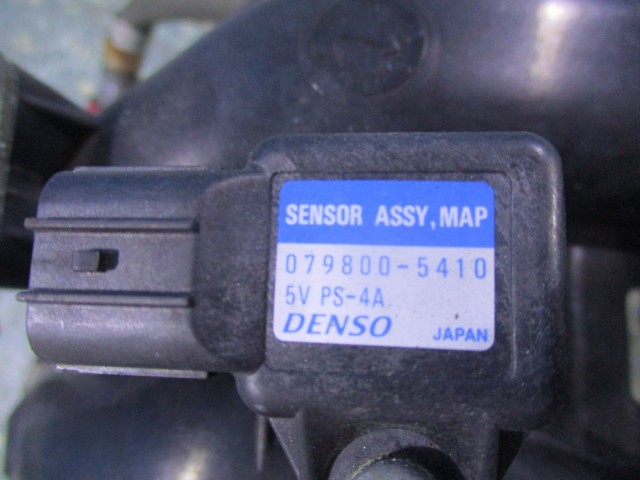 SENSOR ASSY, MAP
079800-5410
5V PS-4A
DENSO JAPAN